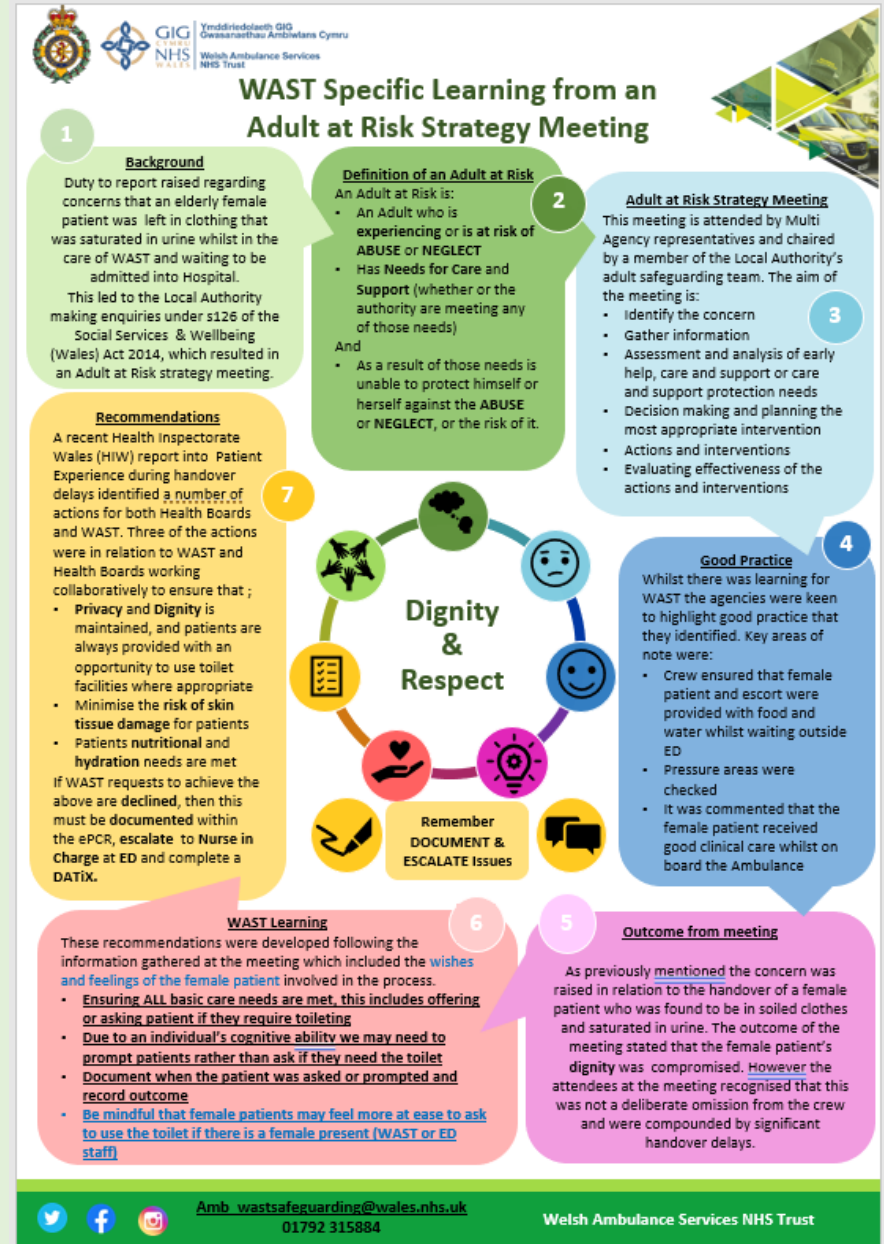 GIG
CYMRU
NHS
WALES
Ymddiriedolaeth GIG
Gwasanaethau Ambiwlans Cymru
Welsh Ambulance Services
NHS Trust
WAST Specific Learning from an
Adult at Risk Strategy Meeting
1
Background
Duty to report raised regarding
concerns that an elderly female
patient was left in clothing that
was saturated in urine whilst in the
care of WAST and waiting to be
admitted into Hospital.
This led to the Local Authority
making enquiries under s126 of the
Social Services & Wellbeing
(Wales) Act 2014, which resulted in
an Adult at Risk strategy meeting.
2
Definition of an Adult at Risk
An Adult at Risk is:
• An Adult who is
experiencing or is at risk of
ABUSE or NEGLECT
• Has Needs for Care and
Support (whether or the
authority are meeting any
of those needs)
And
• As a result of those needs is
unable to protect himself or
herself against the ABUSE
or NEGLECT, or the risk of it.
3
Adult at Risk Strategy Meeting
This meeting is attended by Multi
Agency representatives and chaired
by a member of the Local Authority's
adult safeguarding team. The aim of
the meeting is:
• Identify the concern
• Gather information
• Assessment and analysis of early
help, care and support or care
and support protection needs
• Decision making and planning the
most appropriate intervention
• Actions and interventions
• Evaluating effectiveness of the
actions and interventions
4
Good Practice
Whilst there was learning for
WAST the agencies were keen
to highlight good practice that
they identified. Key areas of
note were:
• Crew ensured that female
patient and escort were
provided with food and
water whilst waiting outside
ED
• Pressure areas were
checked
• It was commented that the
female patient received
good clinical care whilst on
board the Ambulance
5
Outcome from meeting
As previously mentioned the concern was
raised in relation to the handover of a female
patient who was found to be in soiled clothes
and saturated in urine. The outcome of the
meeting stated that the female patient's
dignity was compromised. However the
attendees at the meeting recognised that this
was not a deliberate omission from the crew
and were compounded by significant
handover delays.
6
WAST Learning
These recommendations were developed following the
information gathered at the meeting which included the wishes
and feelings of the female patient involved in the process.
• Ensuring ALL basic care needs are met, this includes offering
or asking patient if they require toileting
• Due to an individual's cognitive ability we may need to
prompt patients rather than ask if they need the toilet
• Document when the patient was asked or prompted and
record outcome
• Be mindful that female patients may feel more at ease to ask
to use the toilet if there is a female present (WAST or ED
staff)
7
Recommendations
A recent Health Inspectorate
Wales (HIW) report into Patient
Experience during handover
delays identified a number of
actions for both Health Boards
and WAST. Three of the actions
were in relation to WAST and
Health Boards working
collaboratively to ensure that ;
• Privacy and Dignity is
maintained, and patients are
always provided with an
opportunity to use toilet
facilities where appropriate
• Minimise the risk of skin
tissue damage for patients
• Patients nutritional and
hydration needs are met
If WAST requests to achieve the
above are declined, then this
must be documented within
the ePCR, escalate to Nurse in
Charge at ED and complete a
DATiX.
Dignity
&
Respect
Remember
DOCUMENT &
ESCALATE Issues
Amb_wastsafeguarding@wales.nhs.uk
01792 315884
Welsh Ambulance Services NHS Trust